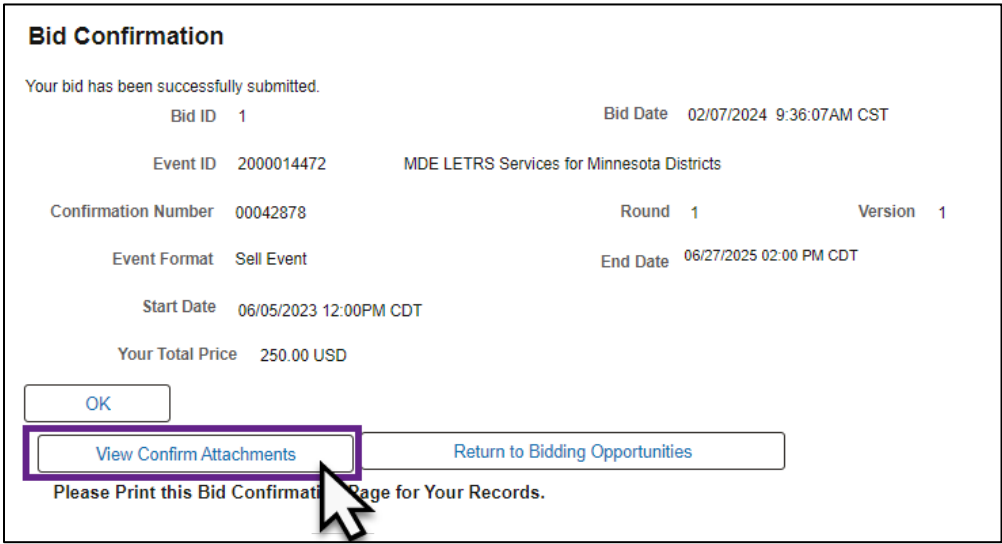 Bid Confirmation
Your bid has been successfully submitted.
Bid ID 1 Bid Date 02/07/2024 9:36:07AM CST
Event ID 2000014472 MDE LETRS Services for Minnesota Districts
Confirmation Number 00042878 Round 1 Version 1
Event Format Sell Event End Date 06/27/2025 02:00 PM CDT
Start Date 06/05/2023 12:00PM CDT
Your Total Price 250.00 USD
OK
View Confirm Attachments Return to Bidding Opportunities
Please Print this Bid Confirmation Page for Your Records.